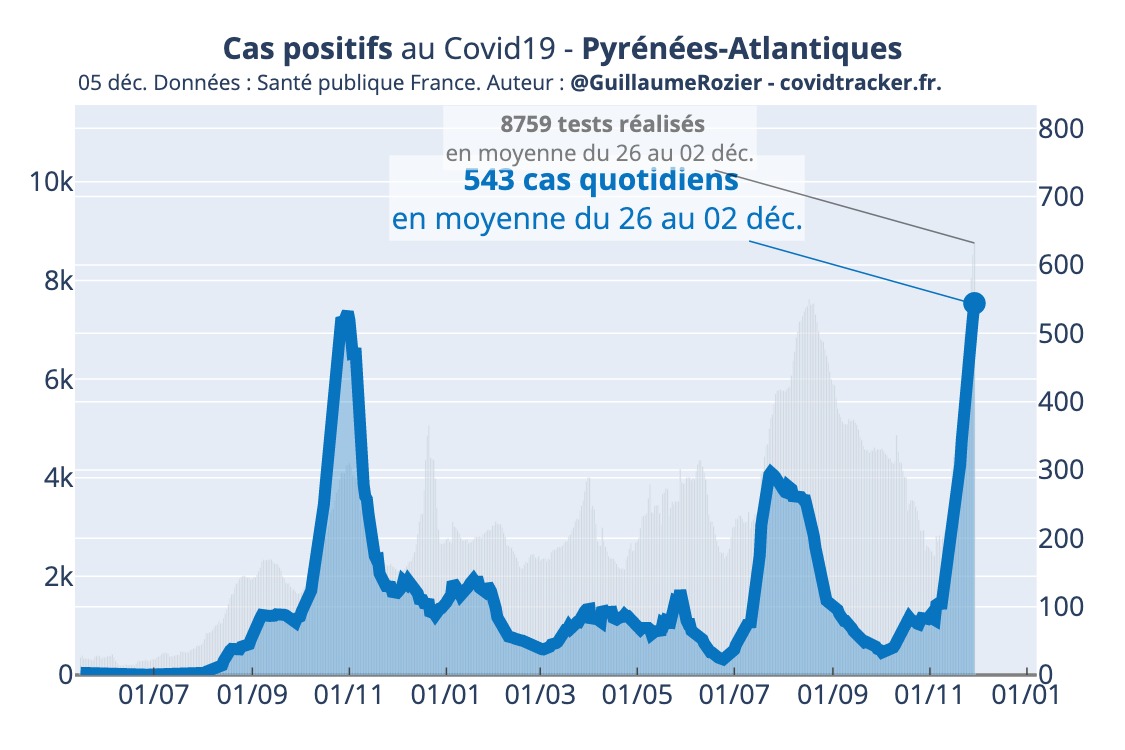 Cas positifs au Covid19 - Pyrénées-Atlantiques
05 déc. Données : Santé publique France. Auteur : @GuillaumeRozier - covidtracker.fr.
8759 tests réalisés
en moyenne du 26 au 02 déc.
543 cas quotidiens
en moyenne du 26 au 02 déc.
10k
8k
6k
4k
2k
0
800
700
600
500
400
300
200
100
0
01/07
01/09
01/11
01/01
01/03
01/05
01/07
01/09
01/11
01/01